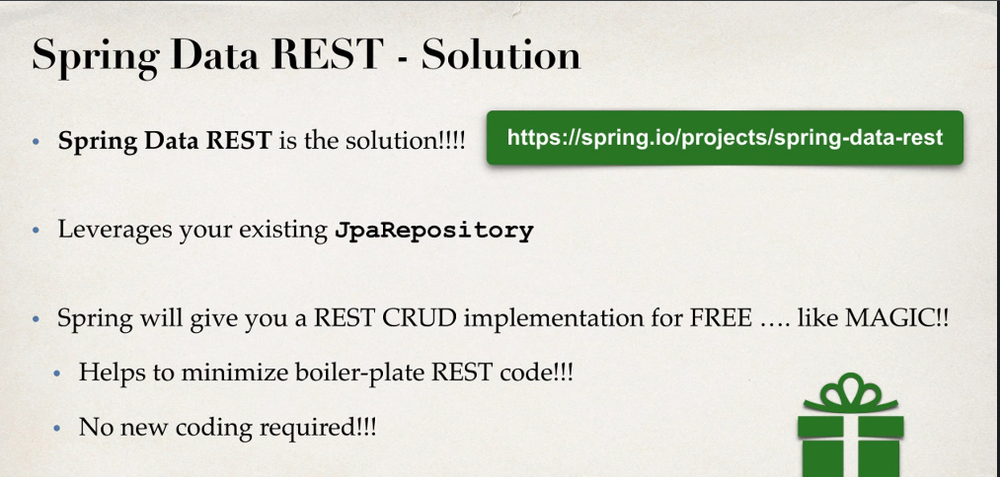 Spring Data REST - Solution
• Spring Data REST is the solution!!!!
https://spring.io/projects/spring-data-rest
• Leverages your existing JpaRepository
• Spring will give you a REST CRUD implementation for FREE …. like MAGIC!!
• Helps to minimize boiler-plate REST code!!!
• No new coding required!!!